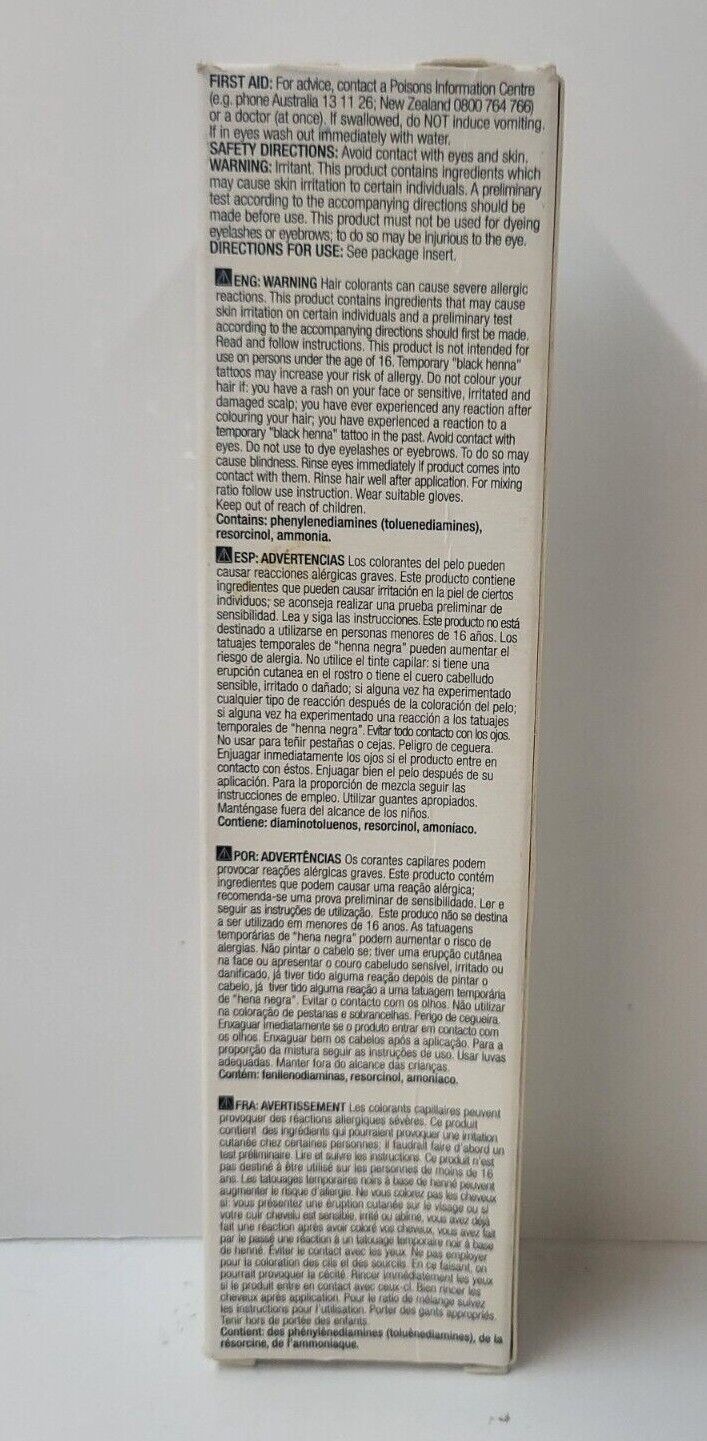 FIRST AID: For advice, contact a Poisons Information Centre
(e.g. phone Australia 13 11 26; New Zealand 0800 764 766)
or a doctor (at once). If swallowed, do NOT induce vomiting.
If in eyes wash out immediately with water.
SAFETY DIRECTIONS: Avoid contact with eyes and skin.
WARNING: Irritant. This product contains ingredients which
may cause skin irritation to certain individuals. A preliminary
test according to the accompanying directions should be
made before use. This product must not be used for dyeing
eyelashes or eyebrows; to do so may be injurious to the eye.
DIRECTIONS FOR USE: See package insert.
ENG: WARNING Hair colorants can cause severe allergic
reactions. This product contains ingredients that may cause
skin irritation on certain individuals and a preliminary test
according to the accompanying directions should first be made.
Read and follow instructions. This product is not intended for
use on persons under the age of 16. Temporary "black henna"
tattoos may increase your risk of allergy. Do not colour your
hair if: you have a rash on your face or sensitive, irritated and
damaged scalp; you have ever experienced any reaction after
colouring your hair; you have experienced a reaction to a
temporary "black henna" tattoo in the past. Avoid contact with
eyes. Do not use to dye eyelashes or eyebrows. To do so may
cause blindness. Rinse eyes immediately if product comes into
contact with them. Rinse hair well after application. For mixing
ratio follow use instruction. Wear suitable gloves.
Keep out of reach of children.
Contains: phenylenediamines (toluenediamines),
resorcinol, ammonia.
ESP: ADVERTENCIAS Los colorantes del pelo pueden
causar reacciones alérgicas graves. Este producto contiene
ingredientes que pueden causar irritación en la piel de ciertos
individuos; se aconseja realizar una prueba preliminar de
sensibilidad. Lea y siga las instrucciones. Este producto no está
destinado a utilizarse en personas menores de 16 años. Los
tatuajes temporales de "henna negra" pueden aumentar el
riesgo de alergia. No utilice el tinte capilar: si tiene una
erupción cutanea en el rostro o tiene el cuero cabelludo
sensible, irritado o dañado; si alguna vez ha experimentado
cualquier tipo de reacción después de la coloración del pelo;
si alguna vez ha experimentado una reacción a los tatuajes
temporales de "henna negra". Evitar todo contacto con los ojos.
No usar para teñir pestañas o cejas. Peligro de ceguera.
Enjuagar inmediatamente los ojos si el producto entre en
contacto con éstos. Enjuagar bien el pelo después de su
aplicación. Para la proporción de mezcla seguir las
instrucciones de empleo. Utilizar guantes apropiados.
Manténgase fuera del alcance de los niños.
Contiene: diaminotoluenos, resorcinol, amoníaco.
POR: ADVERTÊNCIAS Os corantes capilares podem
provocar reações alérgicas graves. Este producto contém
ingredientes que podem causar uma reação alérgica;
recomenda-se uma prova preliminar de sensibilidade. Ler e
seguir as instruções de utilização. Este produco não se destina
a ser utilizado em menores de 16 anos. As tatuagens
temporárias de "hena negra" podem aumentar o risco de
alergias. Não pintar o cabelo se: tiver uma erupção cutânea
na face ou apresentar o couro cabeludo sensível, irritado ou
danificado, já tiver tido alguma reação depois de pintar o
cabelo, já tiver tido alguma reação a uma tatuagem temporária
de "hena negra". Evitar o contacto com os olhos. Não utilizar
na coloração de pestanas e sobrancelhas. Perigo de cegueira.
Enxaguar imediatamente se o produto entrar em contacto com
os olhos. Enxaguar bem os cabelos após a aplicação. Para a
proporção da mistura seguir as instruções de uso. Usar luvas
adequadas. Manter fora do alcance das crianças.
Contém: fenilenodiaminas, resorcinol, amoníaco.
FRA: AVERTISSEMENT Les colorants capillaires peuvent
provoquer des réactions allergiques sévères. Ce produit
contient des ingrédients qui pourraient provoquer une irritation
cutanée chez certaines personnes; il faudrait faire d'abord un
test préliminaire. Lire et suivre les instructions. Ce produit n'est
pas destiné à être utilisé sur les personnes de moins de 16
ans. Les tatouages temporaires noirs à base de henné peuvent
augmenter le risque d'allergie. Ne vous colorez pas les cheveux
si: vous présentez une éruption cutanée sur le visage ou si
votre cuir chevelu est sensible, irrité ou abîmé, vous avez déjà
fait une réaction après avoir coloré vos cheveux, vous avez fait
par le passé une réaction à un tatouage temporaire noir à base
de henné. Eviter le contact avec les yeux. Ne pas employer
pour la coloration des cils et des sourcils. En ce faisant, on
pourrait provoquer la cécité. Rincer immédiatement les yeux
si le produit entre en contact avec ceux-ci. Bien rincer les
cheveux après application. Pour le ratio de mélange suivez
les instructions pour l'utilisation. Porter des gants appropriés.
Tenir hors de portée des enfants.
Contient: des phénylènediamines (toluènediamines), de la
résorcine, de l'ammoniaque.